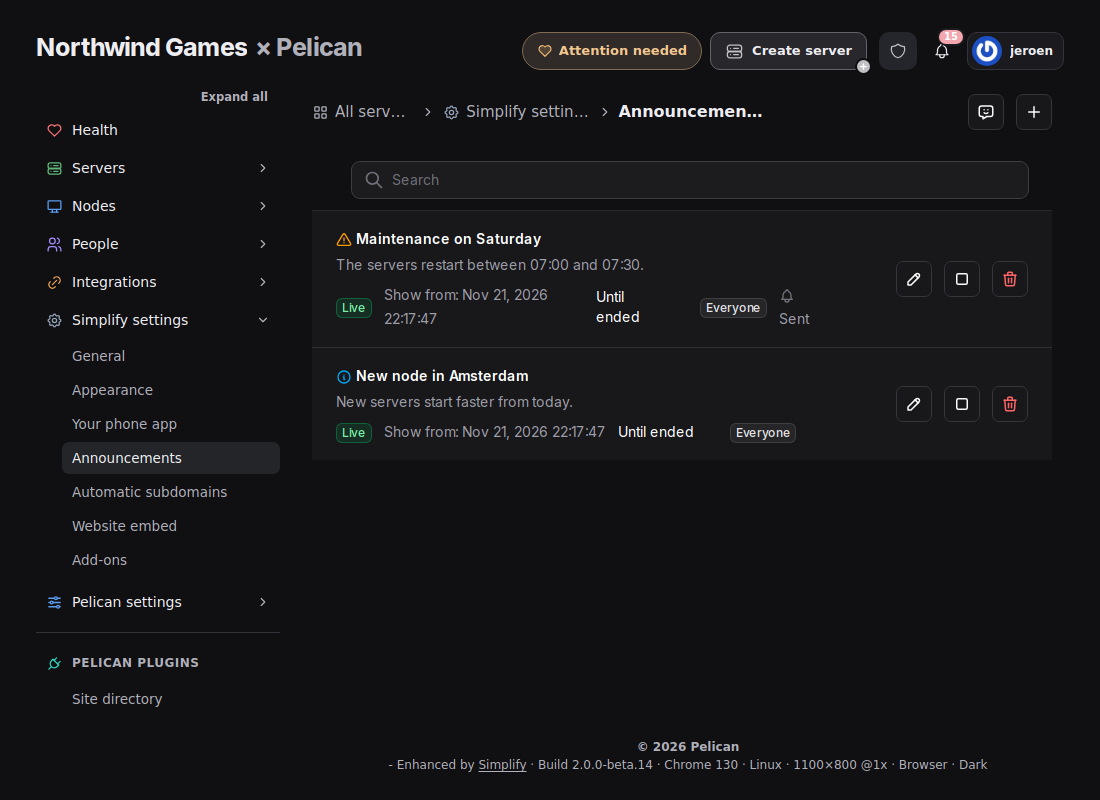 Northwind Games × Pelican
Attention needed
Create server
15
jeroen
Expand all
Health
Servers
Nodes
People
Integrations
Simplify settings
General
Appearance
Your phone app
Announcements
Automatic subdomains
Website embed
Add-ons
Pelican settings
PELICAN PLUGINS
Site directory
All serv... > Simplify settin... > Announcemen...
Search
Maintenance on Saturday
The servers restart between 07:00 and 07:30.
Live
Show from: Nov 21, 2026
22:17:47
Until
ended
Everyone
Sent
New node in Amsterdam
New servers start faster from today.
Live Show from: Nov 21, 2026 22:17:47 Until ended Everyone
© 2026 Pelican
- Enhanced by Simplify · Build 2.0.0-beta.14 · Chrome 130 · Linux · 1100×800 @1x · Browser · Dark